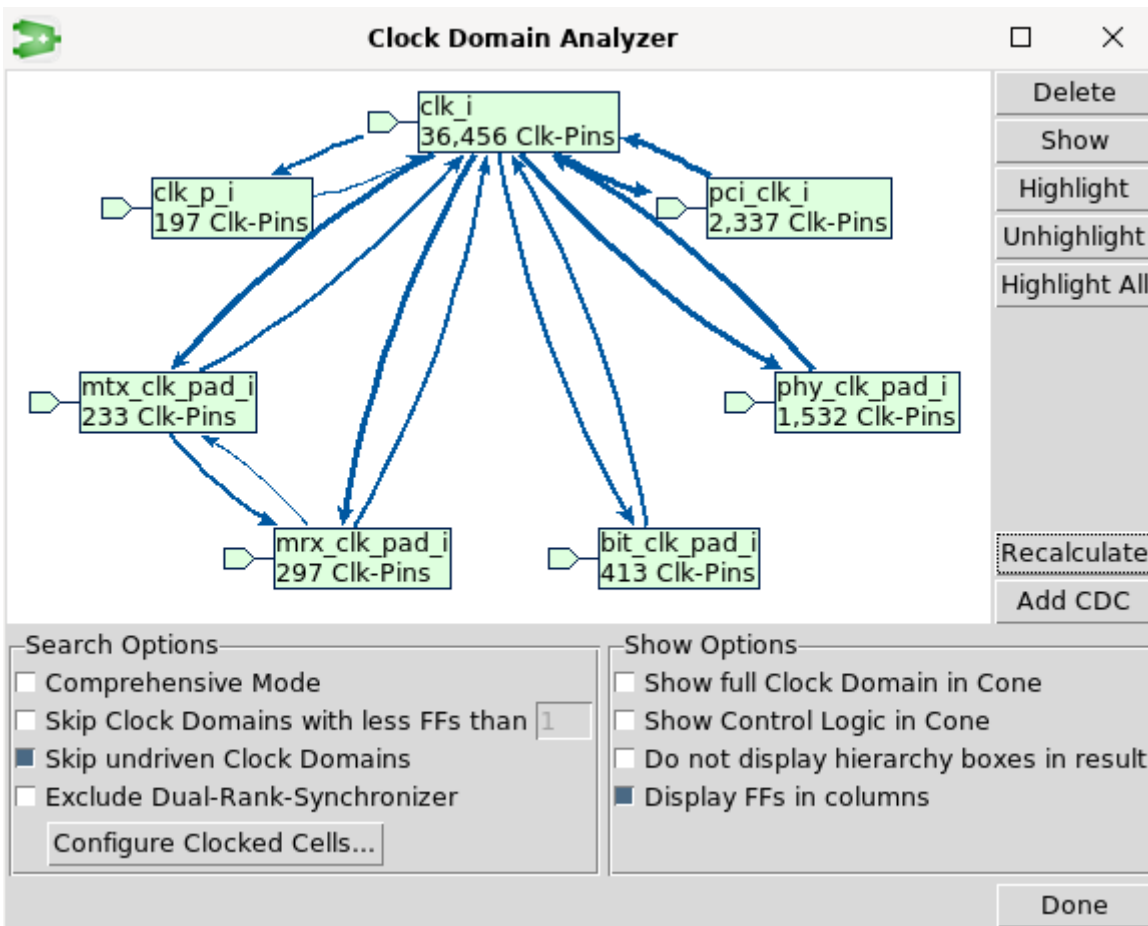 Clock Domain Analyzer
clk_i
36,456 Clk-Pins
clk_p_i
197 Clk-Pins
pci_clk_i
2,337 Clk-Pins
mtx_clk_pad_i
233 Clk-Pins
phy_clk_pad_i
1,532 Clk-Pins
mrx_clk_pad_i
297 Clk-Pins
bit_clk_pad_i
413 Clk-Pins
Delete
Show
Highlight
Unhighlight
Highlight All
Recalculate
Add CDC
Search Options
Comprehensive Mode
Skip Clock Domains with less FFs than 1
Skip undriven Clock Domains
Exclude Dual-Rank-Synchronizer
Configure Clocked Cells...
Show Options
Show full Clock Domain in Cone
Show Control Logic in Cone
Do not display hierarchy boxes in result
Display FFs in columns
Done